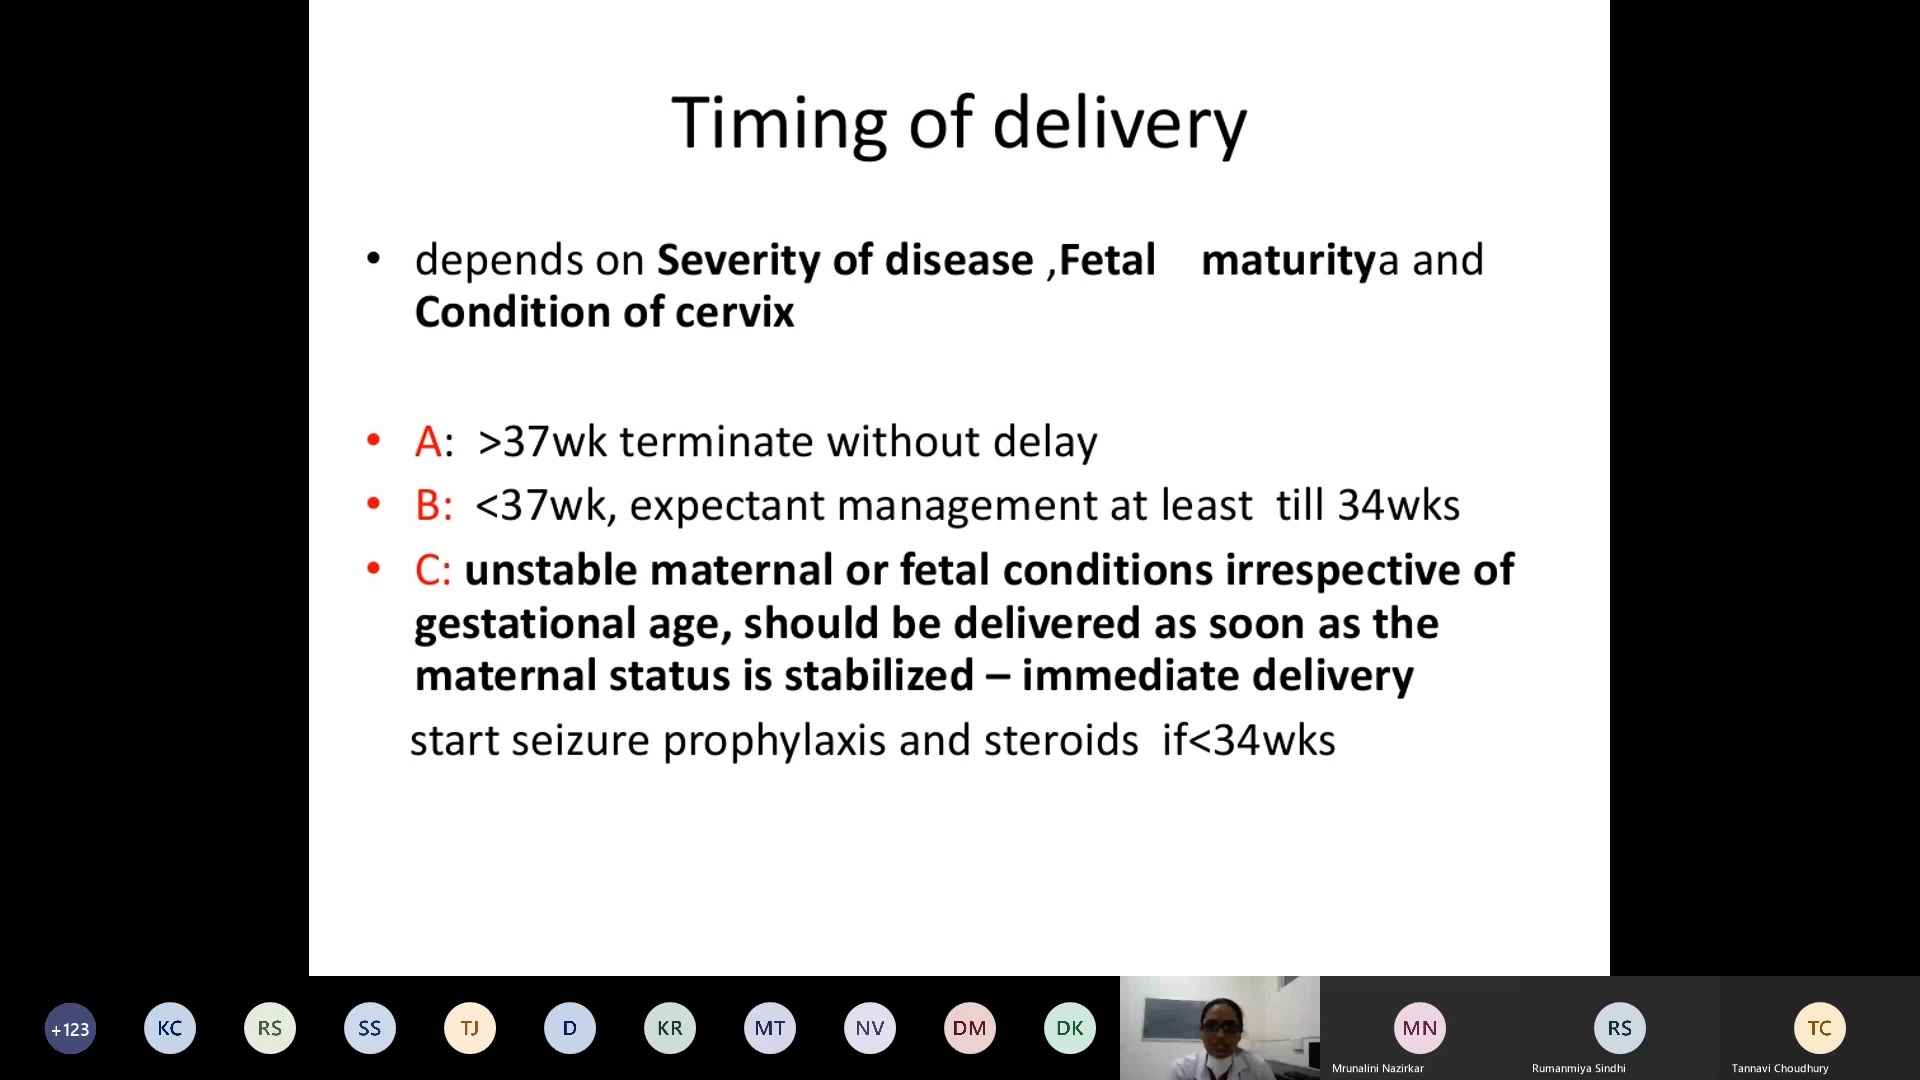 Timing of delivery
• depends on Severity of disease ,Fetal maturitya and
Condition of cervix
• A: >37wk terminate without delay
• B: <37wk, expectant management at least till 34wks
• C: unstable maternal or fetal conditions irrespective of
gestational age, should be delivered as soon as the
maternal status is stabilized – immediate delivery
start seizure prophylaxis and steroids if<34wks
+123
KC
RS
SS
TJ
D
KR
MT
NV
DM
DK
MN
RS
TC
Mrunalini Nazirkar
Rumanmiya Sindhi
Tannavi Choudhury